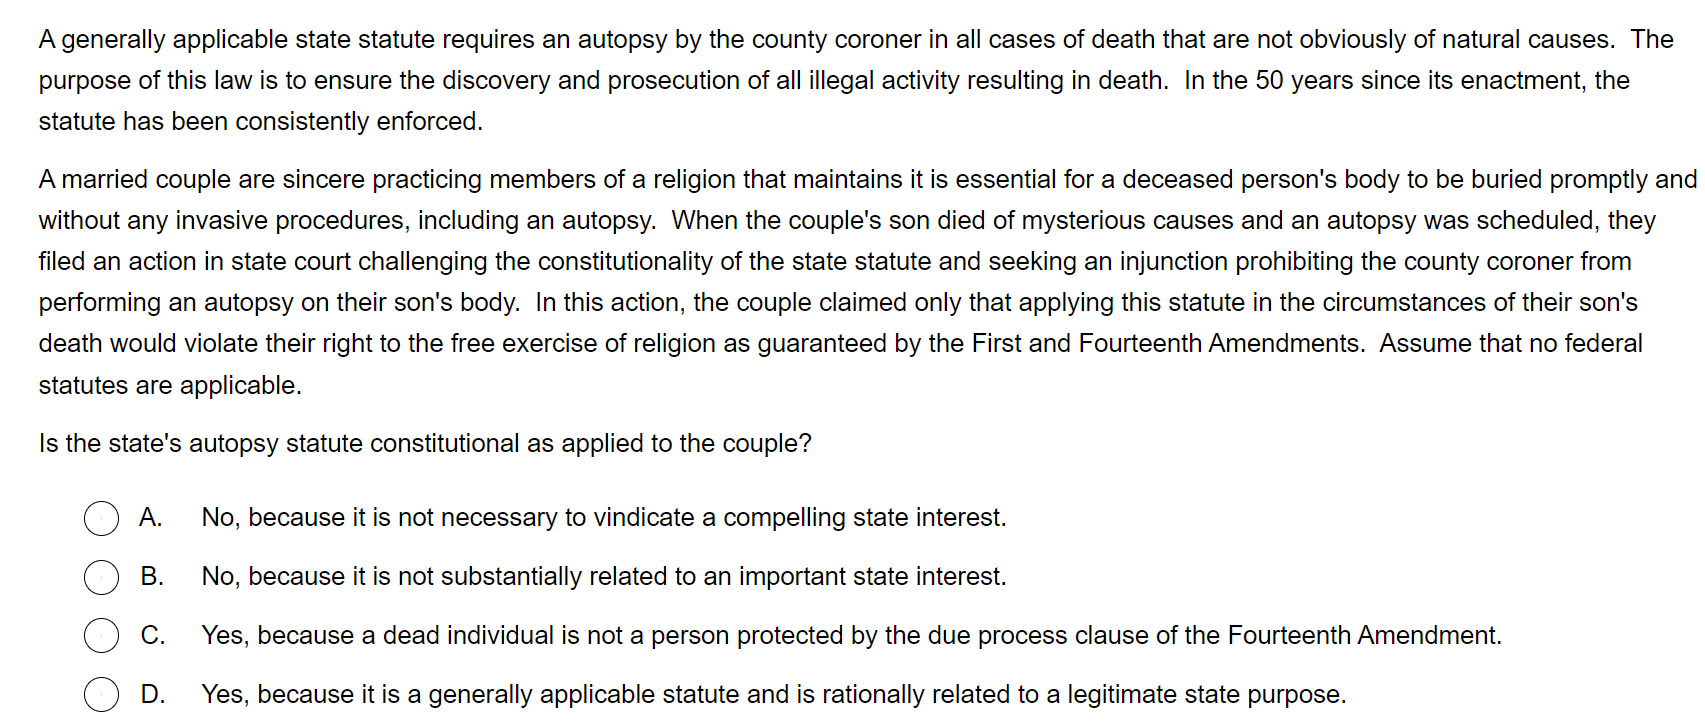 A generally applicable state statute requires an autopsy by the county coroner in all cases of death that are not obviously of natural causes.  The
purpose of this law is to ensure the discovery and prosecution of all illegal activity resulting in death.  In the 50 years since its enactment, the
statute has been consistently enforced.
A married couple are sincere practicing members of a religion that maintains it is essential for a deceased person's body to be buried promptly and
without any invasive procedures, including an autopsy.  When the couple's son died of mysterious causes and an autopsy was scheduled, they
filed an action in state court challenging the constitutionality of the state statute and seeking an injunction prohibiting the county coroner from
performing an autopsy on their son's body.  In this action, the couple claimed only that applying this statute in the circumstances of their son's
death would violate their right to the free exercise of religion as guaranteed by the First and Fourteenth Amendments.  Assume that no federal
statutes are applicable.
Is the state's autopsy statute constitutional as applied to the couple?
A. No, because it is not necessary to vindicate a compelling state interest.
B. No, because it is not substantially related to an important state interest.
C. Yes, because a dead individual is not a person protected by the due process clause of the Fourteenth Amendment.
D. Yes, because it is a generally applicable statute and is rationally related to a legitimate state purpose.